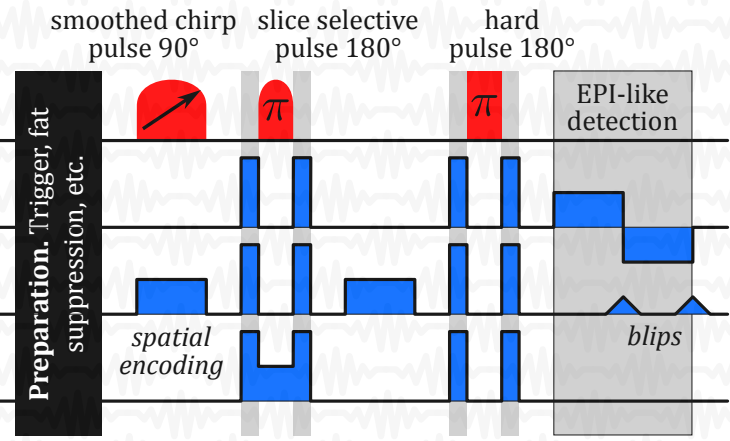 smoothed chirp
pulse 90°
slice selective
pulse 180°
hard
pulse 180°
Preparation. Trigger, fat
suppression, etc.
π
π
EPI-like
detection
spatial
encoding
blips